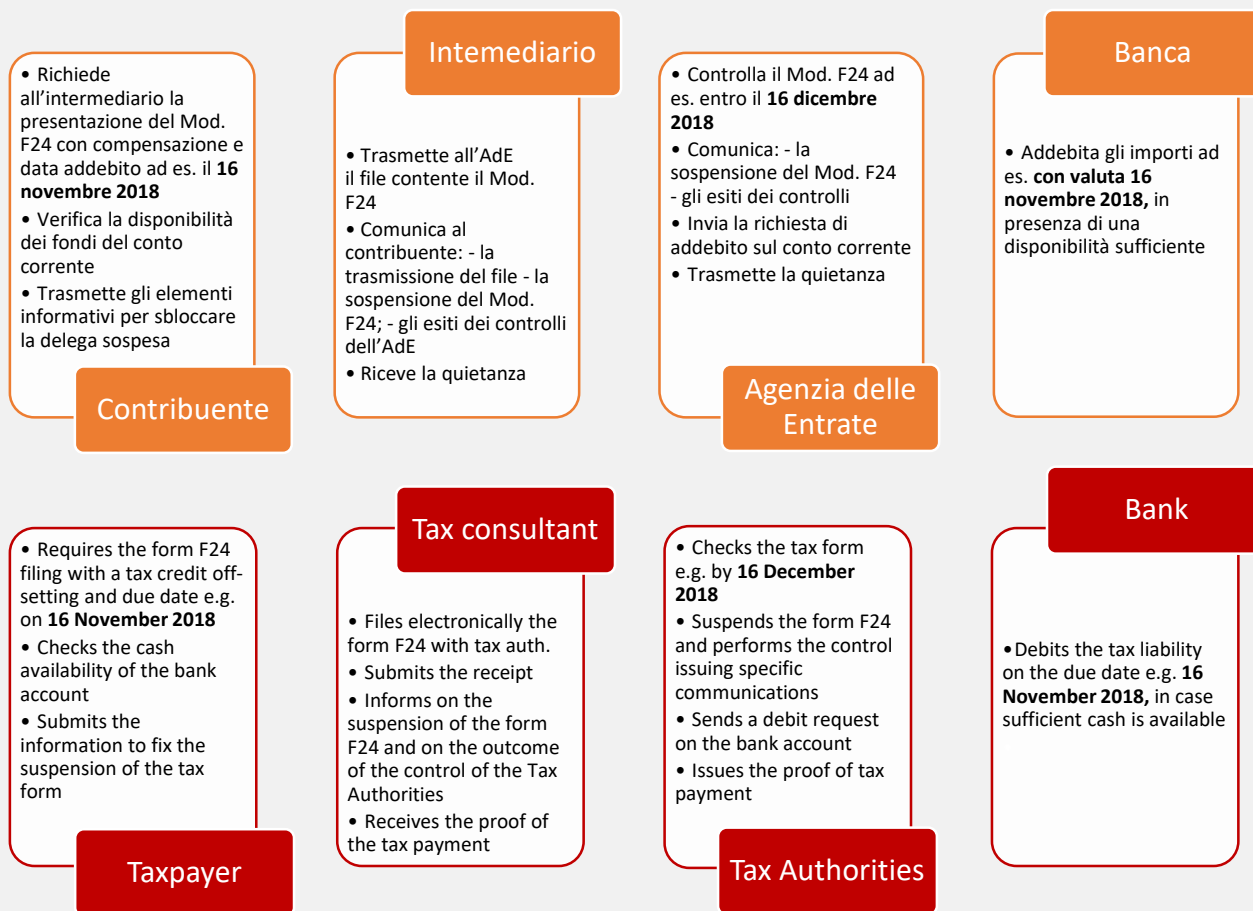 • Richiede
all'intermediario la
presentazione del Mod.
F24 con compensazione e
data addebito ad es. il 16
novembre 2018
• Verifica la disponibilità
dei fondi del conto
corrente
• Trasmette gli elementi
informativi per sbloccare
la delega sospesa
Contribuente
Intemediario
• Trasmette all'AdE
il file contente il Mod.
F24
• Comunica al
contribuente: - la
trasmissione del file - la
sospensione del Mod.
F24; - gli esiti dei controlli
dell'AdE
• Riceve la quietanza
• Controlla il Mod. F24 ad
es. entro il 16 dicembre
2018
• Comunica: - la
sospensione del Mod. F24
- gli esiti dei controlli
• Invia la richiesta di
addebito sul conto corrente
• Trasmette la quietanza
Agenzia delle
Entrate
Banca
• Addebita gli importi ad
es. con valuta 16
novembre 2018, in
presenza di una
disponibilità sufficiente
• Requires the form F24
filing with a tax credit off-
setting and due date e.g.
on 16 November 2018
• Checks the cash
availability of the bank
account
• Submits the
information to fix the
suspension of the tax
form
Taxpayer
Tax consultant
• Files electronically the
form F24 with tax auth.
• Submits the receipt
• Informs on the
suspension of the form
F24 and on the outcome
of the control of the Tax
Authorities
• Receives the proof of
the tax payment
• Checks the tax form
e.g. by 16 December
2018
• Suspends the form F24
and performs the control
issuing specific
communications
• Sends a debit request
on the bank account
• Issues the proof of tax
payment
Tax Authorities
Bank
•Debits the tax liability
on the due date e.g. 16
November 2018, in case
sufficient cash is available